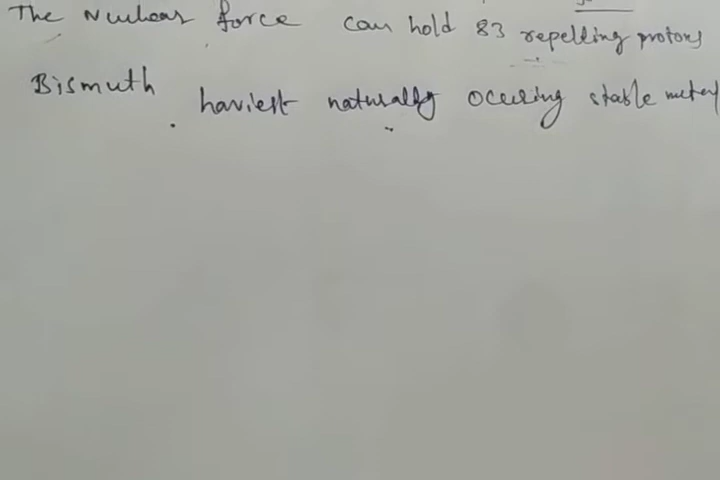 The Nuclear force can hold 83 repelling protons
Bismuth haviest naturally occuring stable metal